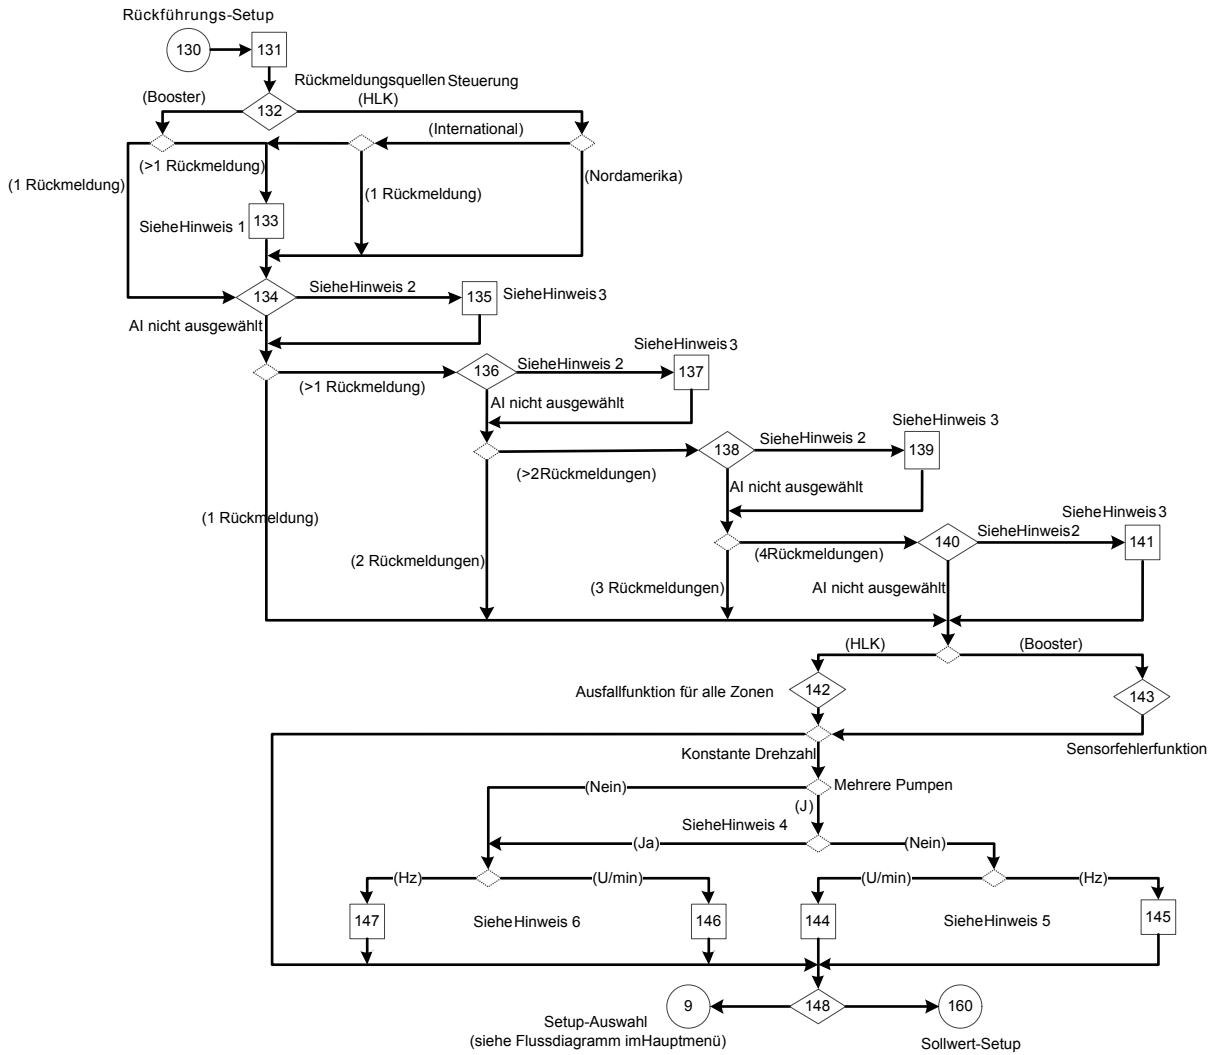 Rückführungs-Setup
130
131
Rückmeldungsquellen Steuerung
(Booster)
132
(HLK)
(International)
(>1 Rückmeldung)
(1 Rückmeldung)
(1 Rückmeldung)
(Nordamerika)
SieheHinweis 1
133
134
SieheHinweis 2
135
SieheHinweis 3
AI nicht ausgewählt
SieheHinweis 3
(>1 Rückmeldung)
136
SieheHinweis 2
137
AI nicht ausgewählt
SieheHinweis 3
138
SieheHinweis 2
139
(>2Rückmeldungen)
AI nicht ausgewählt
SieheHinweis 3
(1 Rückmeldung)
(4Rückmeldungen)
140
SieheHinweis2
141
(2 Rückmeldungen)
(3 Rückmeldungen)
AI nicht ausgewählt
(HLK)
(Booster)
Ausfallfunktion für alle Zonen
142
143
Sensorfehlerfunktion
Konstante Drehzahl
(Nein)
Mehrere Pumpen
(J)
SieheHinweis 4
(Ja)
(Nein)
(Hz)
(U/min)
(U/min)
(Hz)
147
SieheHinweis 6
146
144
SieheHinweis 5
145
9
148
160
Setup-Auswahl
(siehe Flussdiagramm imHauptmenü)
Sollwert-Setup